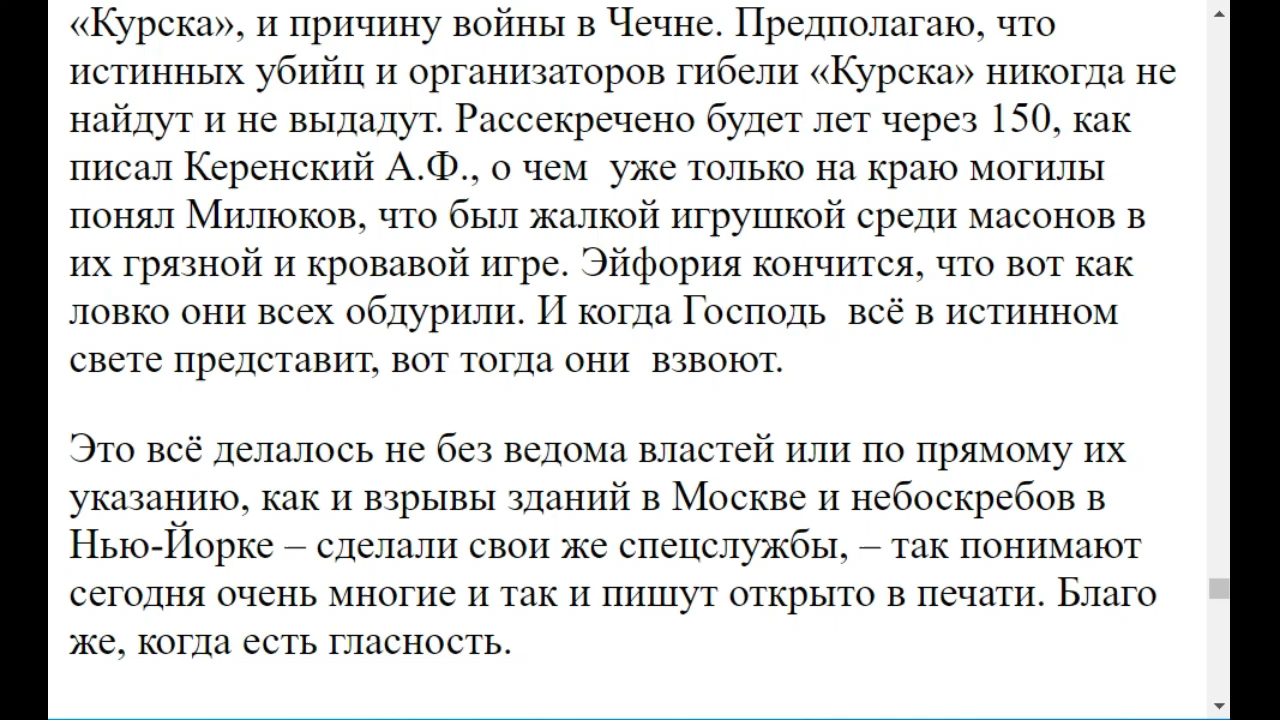 «Курска», и причину войны в Чечне. Предполагаю, что
истинных убийц и организаторов гибели «Курска» никогда не
найдут и не выдадут. Рассекречено будет лет через 150, как
писал Керенский А.Ф., о чем  уже только на краю могилы
понял Милюков, что был жалкой игрушкой среди масонов в
их грязной и кровавой игре. Эйфория кончится, что вот как
ловко они всех обдурили. И когда Господь  всё в истинном
свете представит, вот тогда они  взвоют.

Это всё делалось не без ведома властей или по прямому их
указанию, как и взрывы зданий в Москве и небоскребов в
Нью-Йорке – сделали свои же спецслужбы, – так понимают
сегодня очень многие и так и пишут открыто в печати. Благо
же, когда есть гласность.